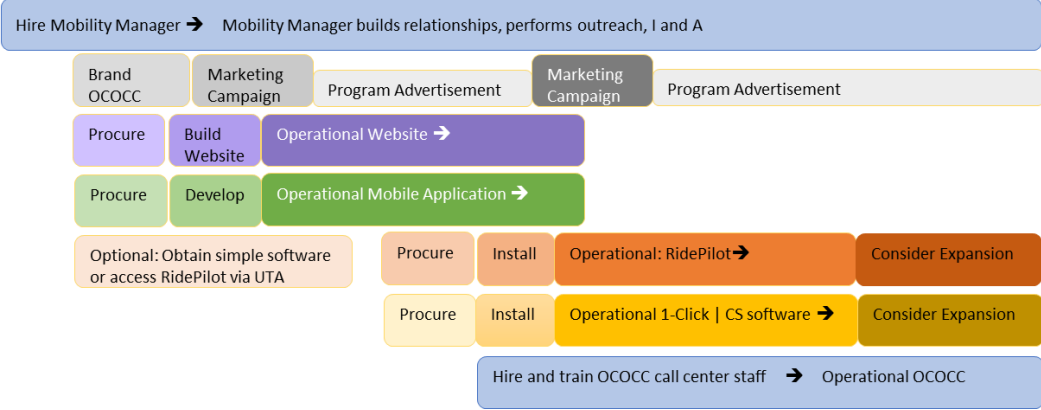 Hire Mobility Manager ➔ Mobility Manager builds relationships, performs outreach, I and A
Brand
OCOCC
Marketing
Campaign
Program Advertisement
Marketing
Campaign
Program Advertisement
Procure
Build
Website
Operational Website ➔
Procure
Develop
Operational Mobile Application ➔
Optional: Obtain simple software
or access RidePilot via UTA
Procure
Install
Operational: RidePilot➔
Consider Expansion
Procure
Install
Operational 1-Click | CS software ➔
Consider Expansion
Hire and train OCOCC call center staff ➔ Operational OCOCC